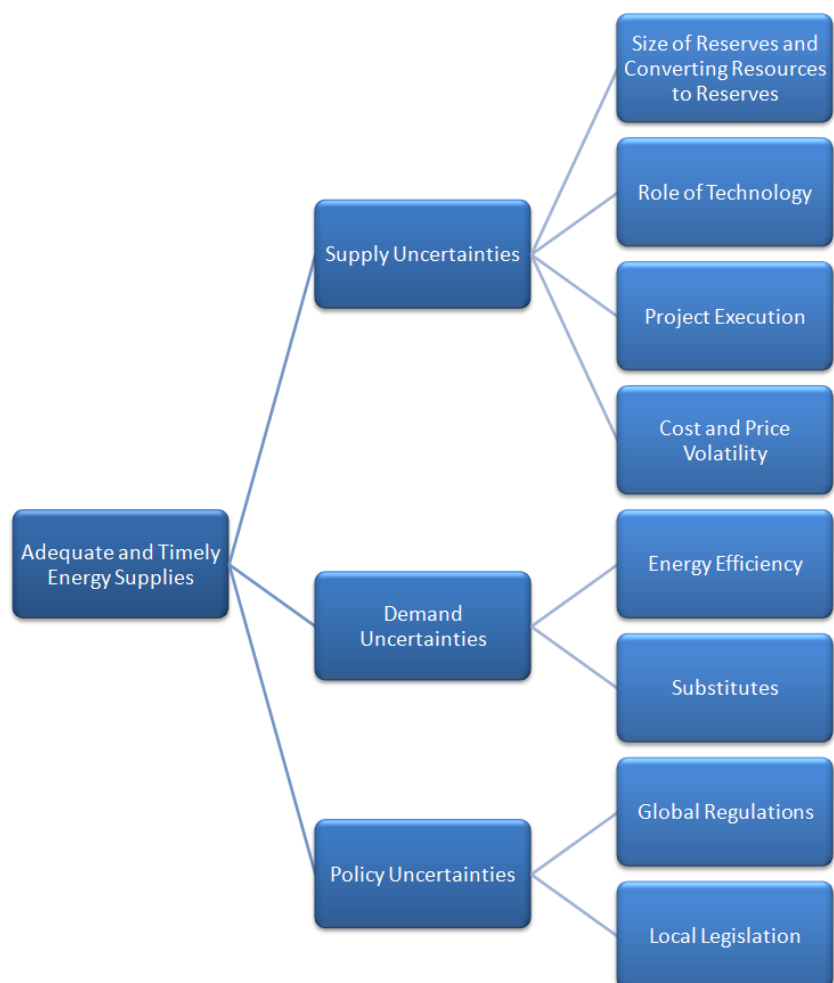 Size of Reserves and
Converting Resources
to Reserves
Role of Technology
Supply Uncertainties
Project Execution
Cost and Price
Volatility
Adequate and Timely
Energy Supplies
Energy Efficiency
Demand
Uncertainties
Substitutes
Global Regulations
Policy Uncertainties
Local Legislation